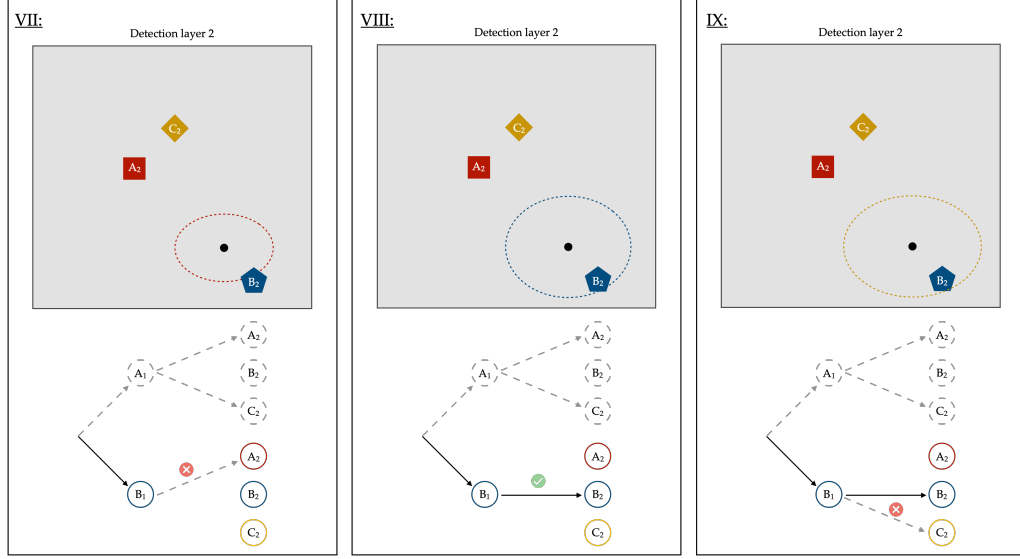 VII:
Detection layer 2
C₂
A₂
B₂
A₂
A₁
B₂
C₂
A₂
B₁
B₂
C₂
VIII:
Detection layer 2
C₂
A₂
B₂
A₂
A₁
B₂
C₂
A₂
B₁
B₂
C₂
IX:
Detection layer 2
C₂
A₂
B₂
A₂
A₁
B₂
C₂
A₂
B₁
B₂
C₂